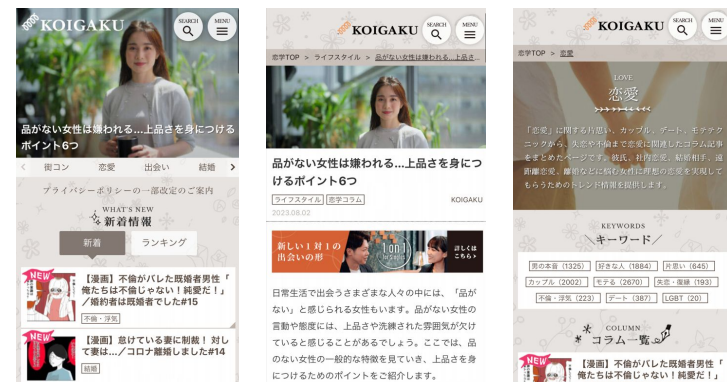 KOIGAKU
SEARCH
MENU
品がない女性は嫌われる...上品さを身につける
ポイント6つ
街コン
恋愛
出会い
結婚
プライバシーポリシーの一部改定のご案内
WHAT'S NEW
新着情報
新着
ランキング
NEW
【漫画】不倫がバレた既婚者男性「
俺たちは不倫じゃない！純愛だ！」
／婚約者は既婚者でした#15
不倫・浮気
NEW
【漫画】怠けている妻に制裁！ 対し
て妻は…／コロナ離婚しました#14
結婚
KOIGAKU
SEARCH
MENU
恋学TOP > ライフスタイル > 品がない女性は嫌われる...上品さ...
品がない女性は嫌われる...上品さを身につ
けるポイント6つ
ライフスタイル
恋学コラム
KOIGAKU
2023.08.02
新しい1対1の
出会いの形
1on1
for Singles
詳しくは
こちら
日常生活で出会うさまざまな人々の中には、「品が
ない」と感じられる女性もいます。品がない女性の
言動や態度には、上品さや洗練された雰囲気が欠け
ていると感じることがあるでしょう。ここでは、品
のない女性の一般的な特徴を見ていき、上品さを身
につけるためのポイントをご紹介します。
KOIGAKU
SEARCH
MENU
恋学TOP > 恋愛
LOVE
恋愛
「恋愛」に関する片思い、カップル、デート、モテテク
ニックから、失恋や不倫まで恋愛に関連したコラム記事
をまとめたページです。彼氏、社内恋愛、結婚相手、遠
距離恋愛、離婚などに悩む女性に理想の恋愛を実現して
もらうためのトレンド情報を提供します。
KEYWORDS
キーワード
男の本音（1325）
好きな人（1884）
片思い（645）
カップル（2002）
モテる（2670）
失恋・復縁（193）
不倫・浮気（223）
デート（387）
LGBT（20）
COLUMN
コラム一覧
NEW
【漫画】不倫がバレた既婚者男性「
俺たちは不倫じゃない！純愛だ！」